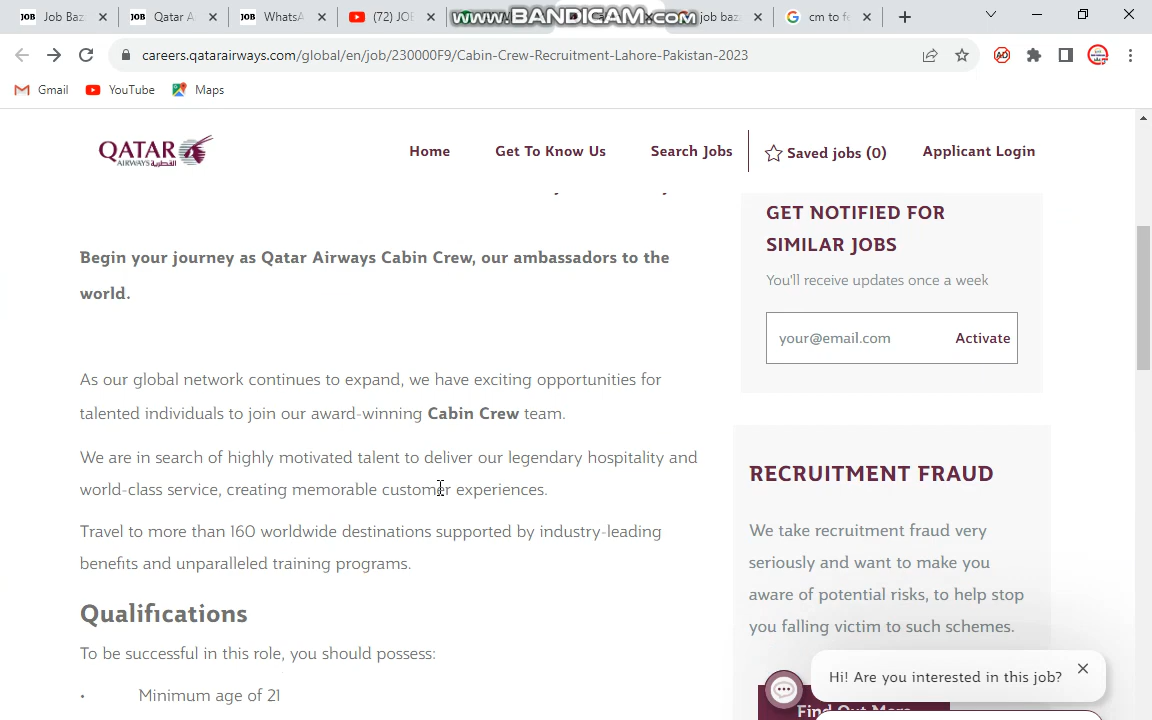 Job Baz
Qatar A
WhatsA
(72) JOE
WWW.BANDICAM.COM
job baz
cm to fe
careers.qatarairways.com/global/en/job/230000F9/Cabin-Crew-Recruitment-Lahore-Pakistan-2023
Gmail
YouTube
Maps
QATAR
AIRWAYS القطرية
Home
Get To Know Us
Search Jobs
Saved jobs (0)
Applicant Login
Begin your journey as Qatar Airways Cabin Crew, our ambassadors to the
world.
As our global network continues to expand, we have exciting opportunities for
talented individuals to join our award-winning Cabin Crew team.
We are in search of highly motivated talent to deliver our legendary hospitality and
world-class service, creating memorable customer experiences.
Travel to more than 160 worldwide destinations supported by industry-leading
benefits and unparalleled training programs.
Qualifications
To be successful in this role, you should possess:
• Minimum age of 21
GET NOTIFIED FOR
SIMILAR JOBS
You'll receive updates once a week
your@email.com
Activate
RECRUITMENT FRAUD
We take recruitment fraud very
seriously and want to make you
aware of potential risks, to help stop
you falling victim to such schemes.
Hi! Are you interested in this job?
Find Out More